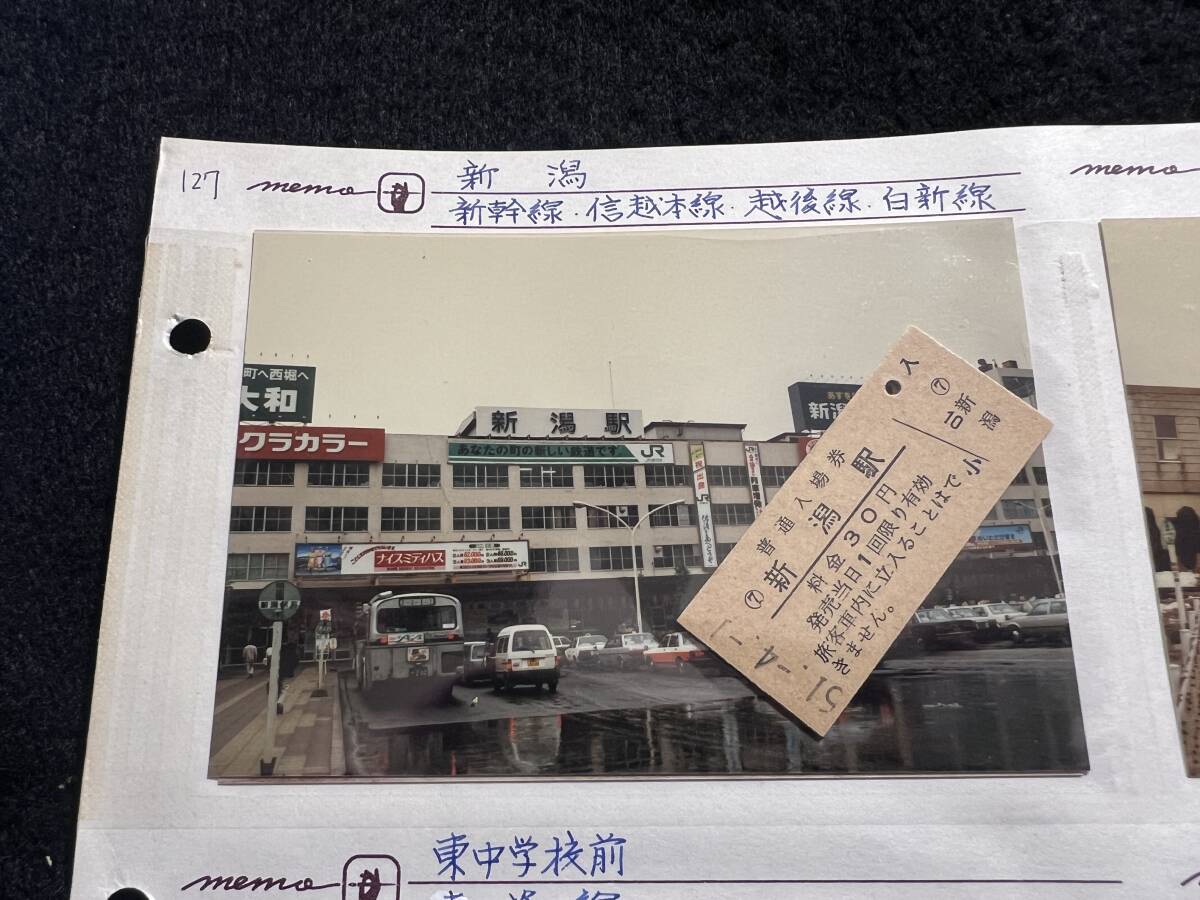 127
memo
新潟
新幹線・信越本線・越後線・白新線
memo
町へ西堀へ
大和
クラカラー
新潟駅
あなたの町の新しい鉄道です JR
ナイスミディパス
JR
新
入
⑦ 新潟
10
小
普通入場券
⑦ 新潟駅
料金30円
発売当日1回限り有効
旅客車内に立入ることはで
きません。
51.-4.-1
memo
東中学校前